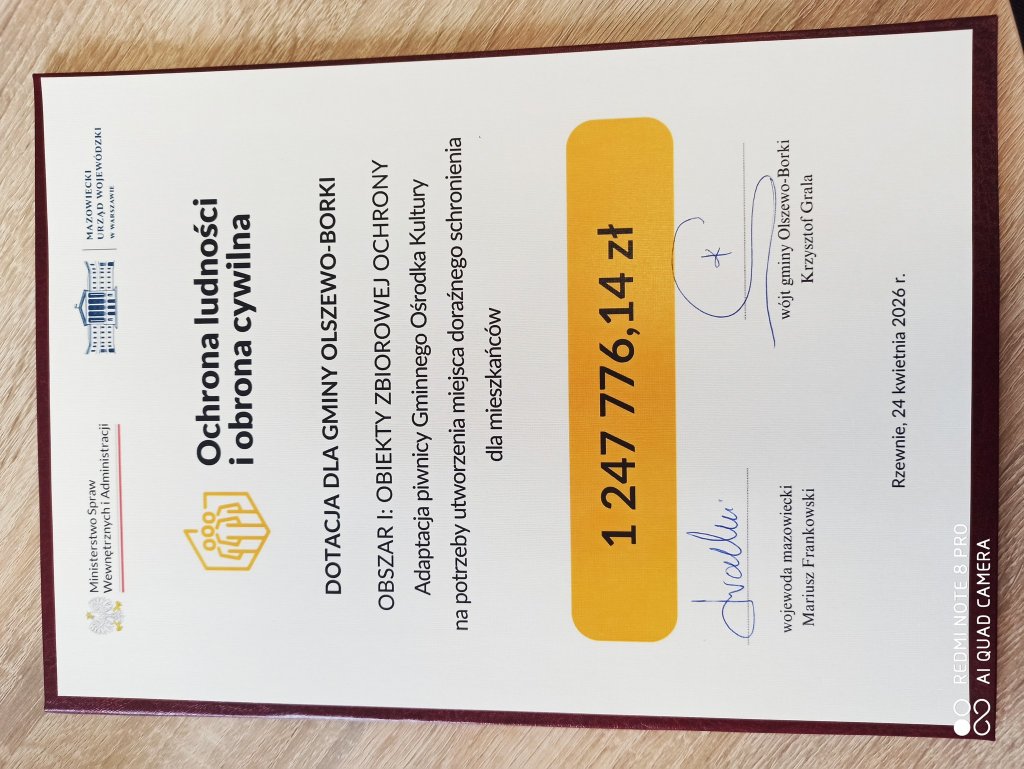 Ministerstwo Spraw
Wewnętrznych i Administracji
MAZOWIECKI
URZĄD WOJEWÓDZKI
W WARSZAWIE
Ochrona ludności
i obrona cywilna
DOTACJA DLA GMINY OLSZEWO-BORKI
OBSZAR I: OBIEKTY ZBIOROWEJ OCHRONY
Adaptacja piwnicy Gminnego Ośrodka Kultury
na potrzeby utworzenia miejsca doraźnego schronienia
dla mieszkańców
1 247 776,14 zł
wojewoda mazowiecki
Mariusz Frankowski
wójt gminy Olszewo-Borki
Krzysztof Grala
Rzewnie, 24 kwietnia 2026 r.
REDMI NOTE 8 PRO
AI QUAD CAMERA